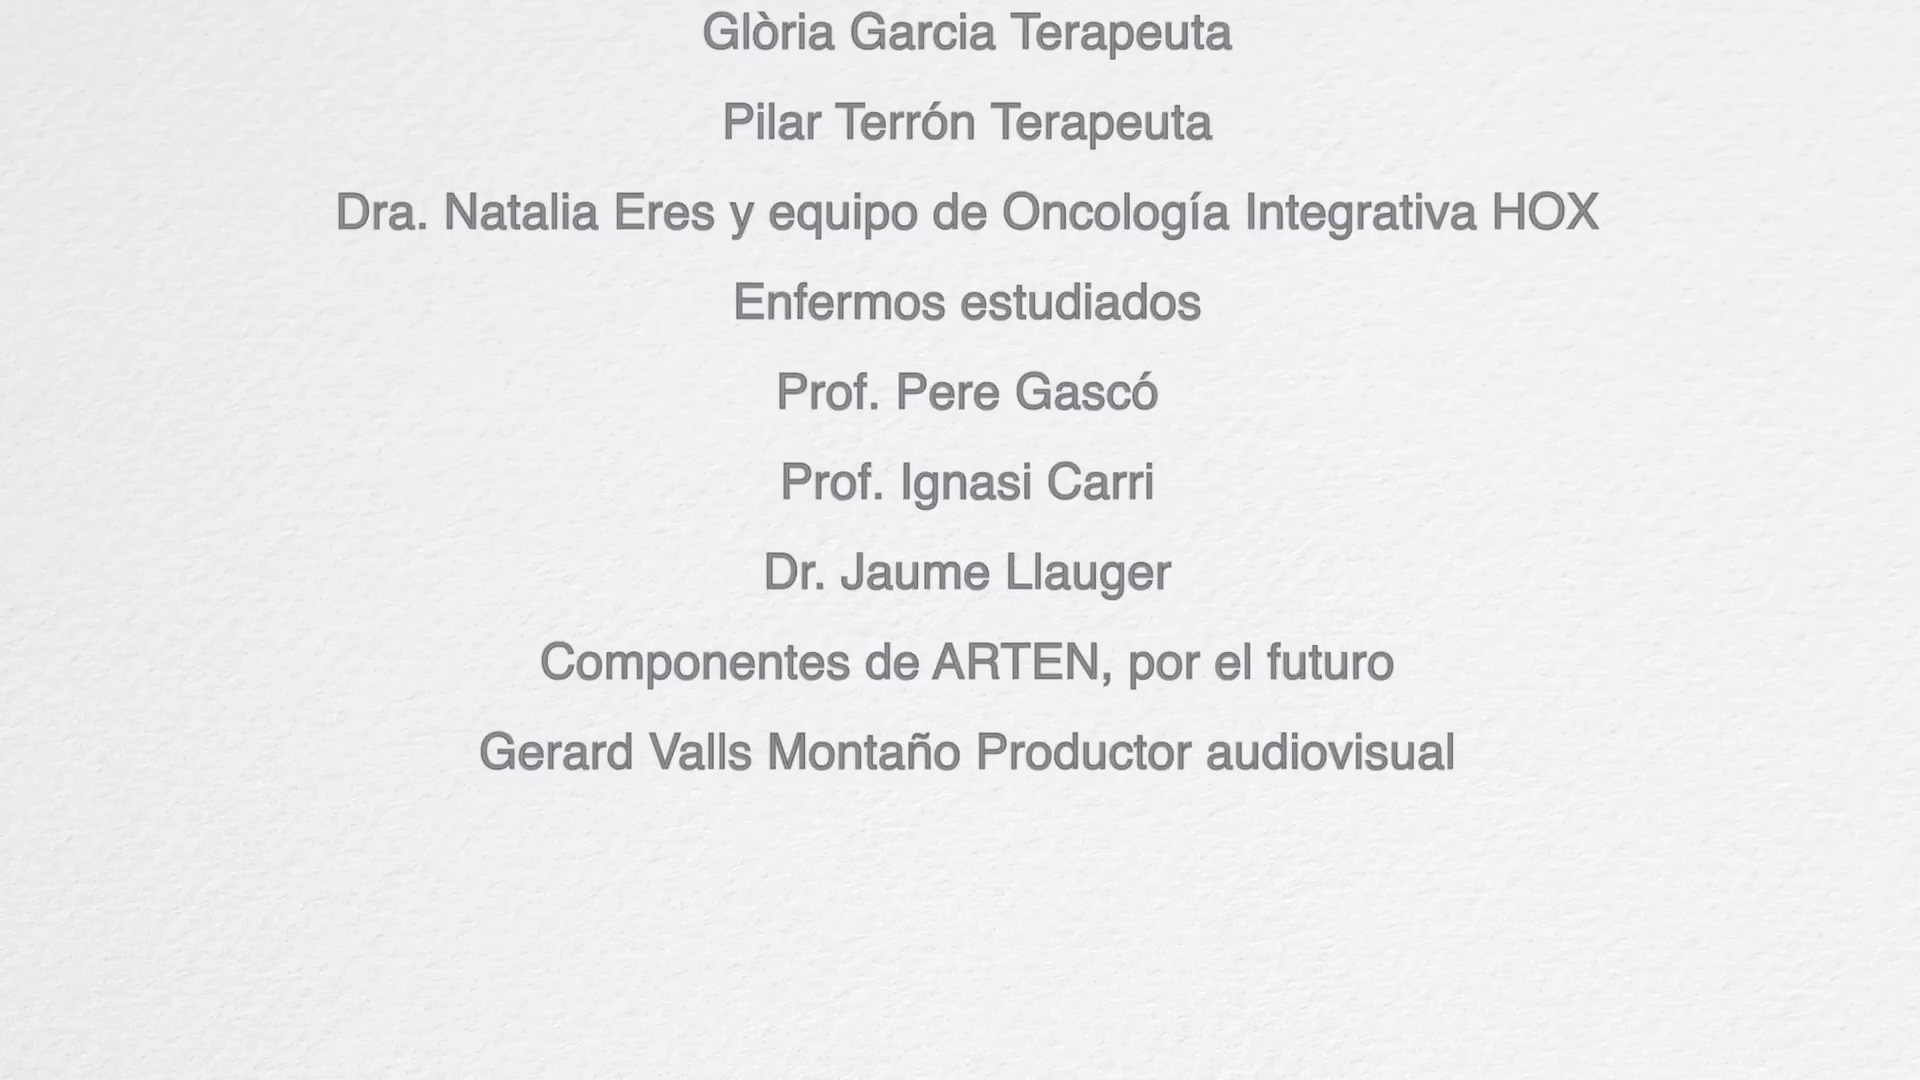 Glòria Garcia Terapeuta
Pilar Terrón Terapeuta
Dra. Natalia Eres y equipo de Oncología Integrativa HOX
Enfermos estudiados
Prof. Pere Gascó
Prof. Ignasi Carri
Dr. Jaume Llauger
Componentes de ARTEN, por el futuro
Gerard Valls Montaño Productor audiovisual